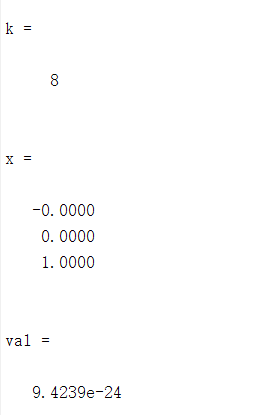 k =
8
x =
-0.0000
0.0000
1.0000
val =
9.4239e-24